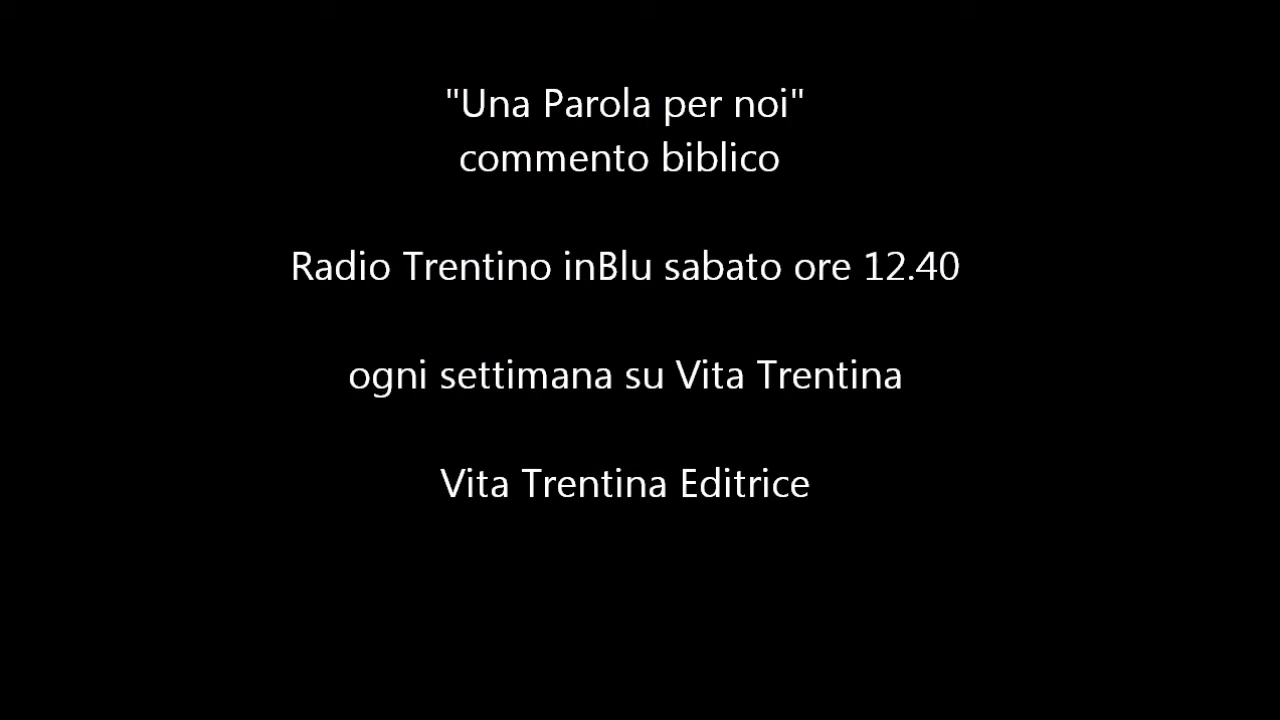 "Una Parola per noi"
commento biblico
Radio Trentino inBlu sabato ore 12.40
ogni settimana su Vita Trentina
Vita Trentina Editrice